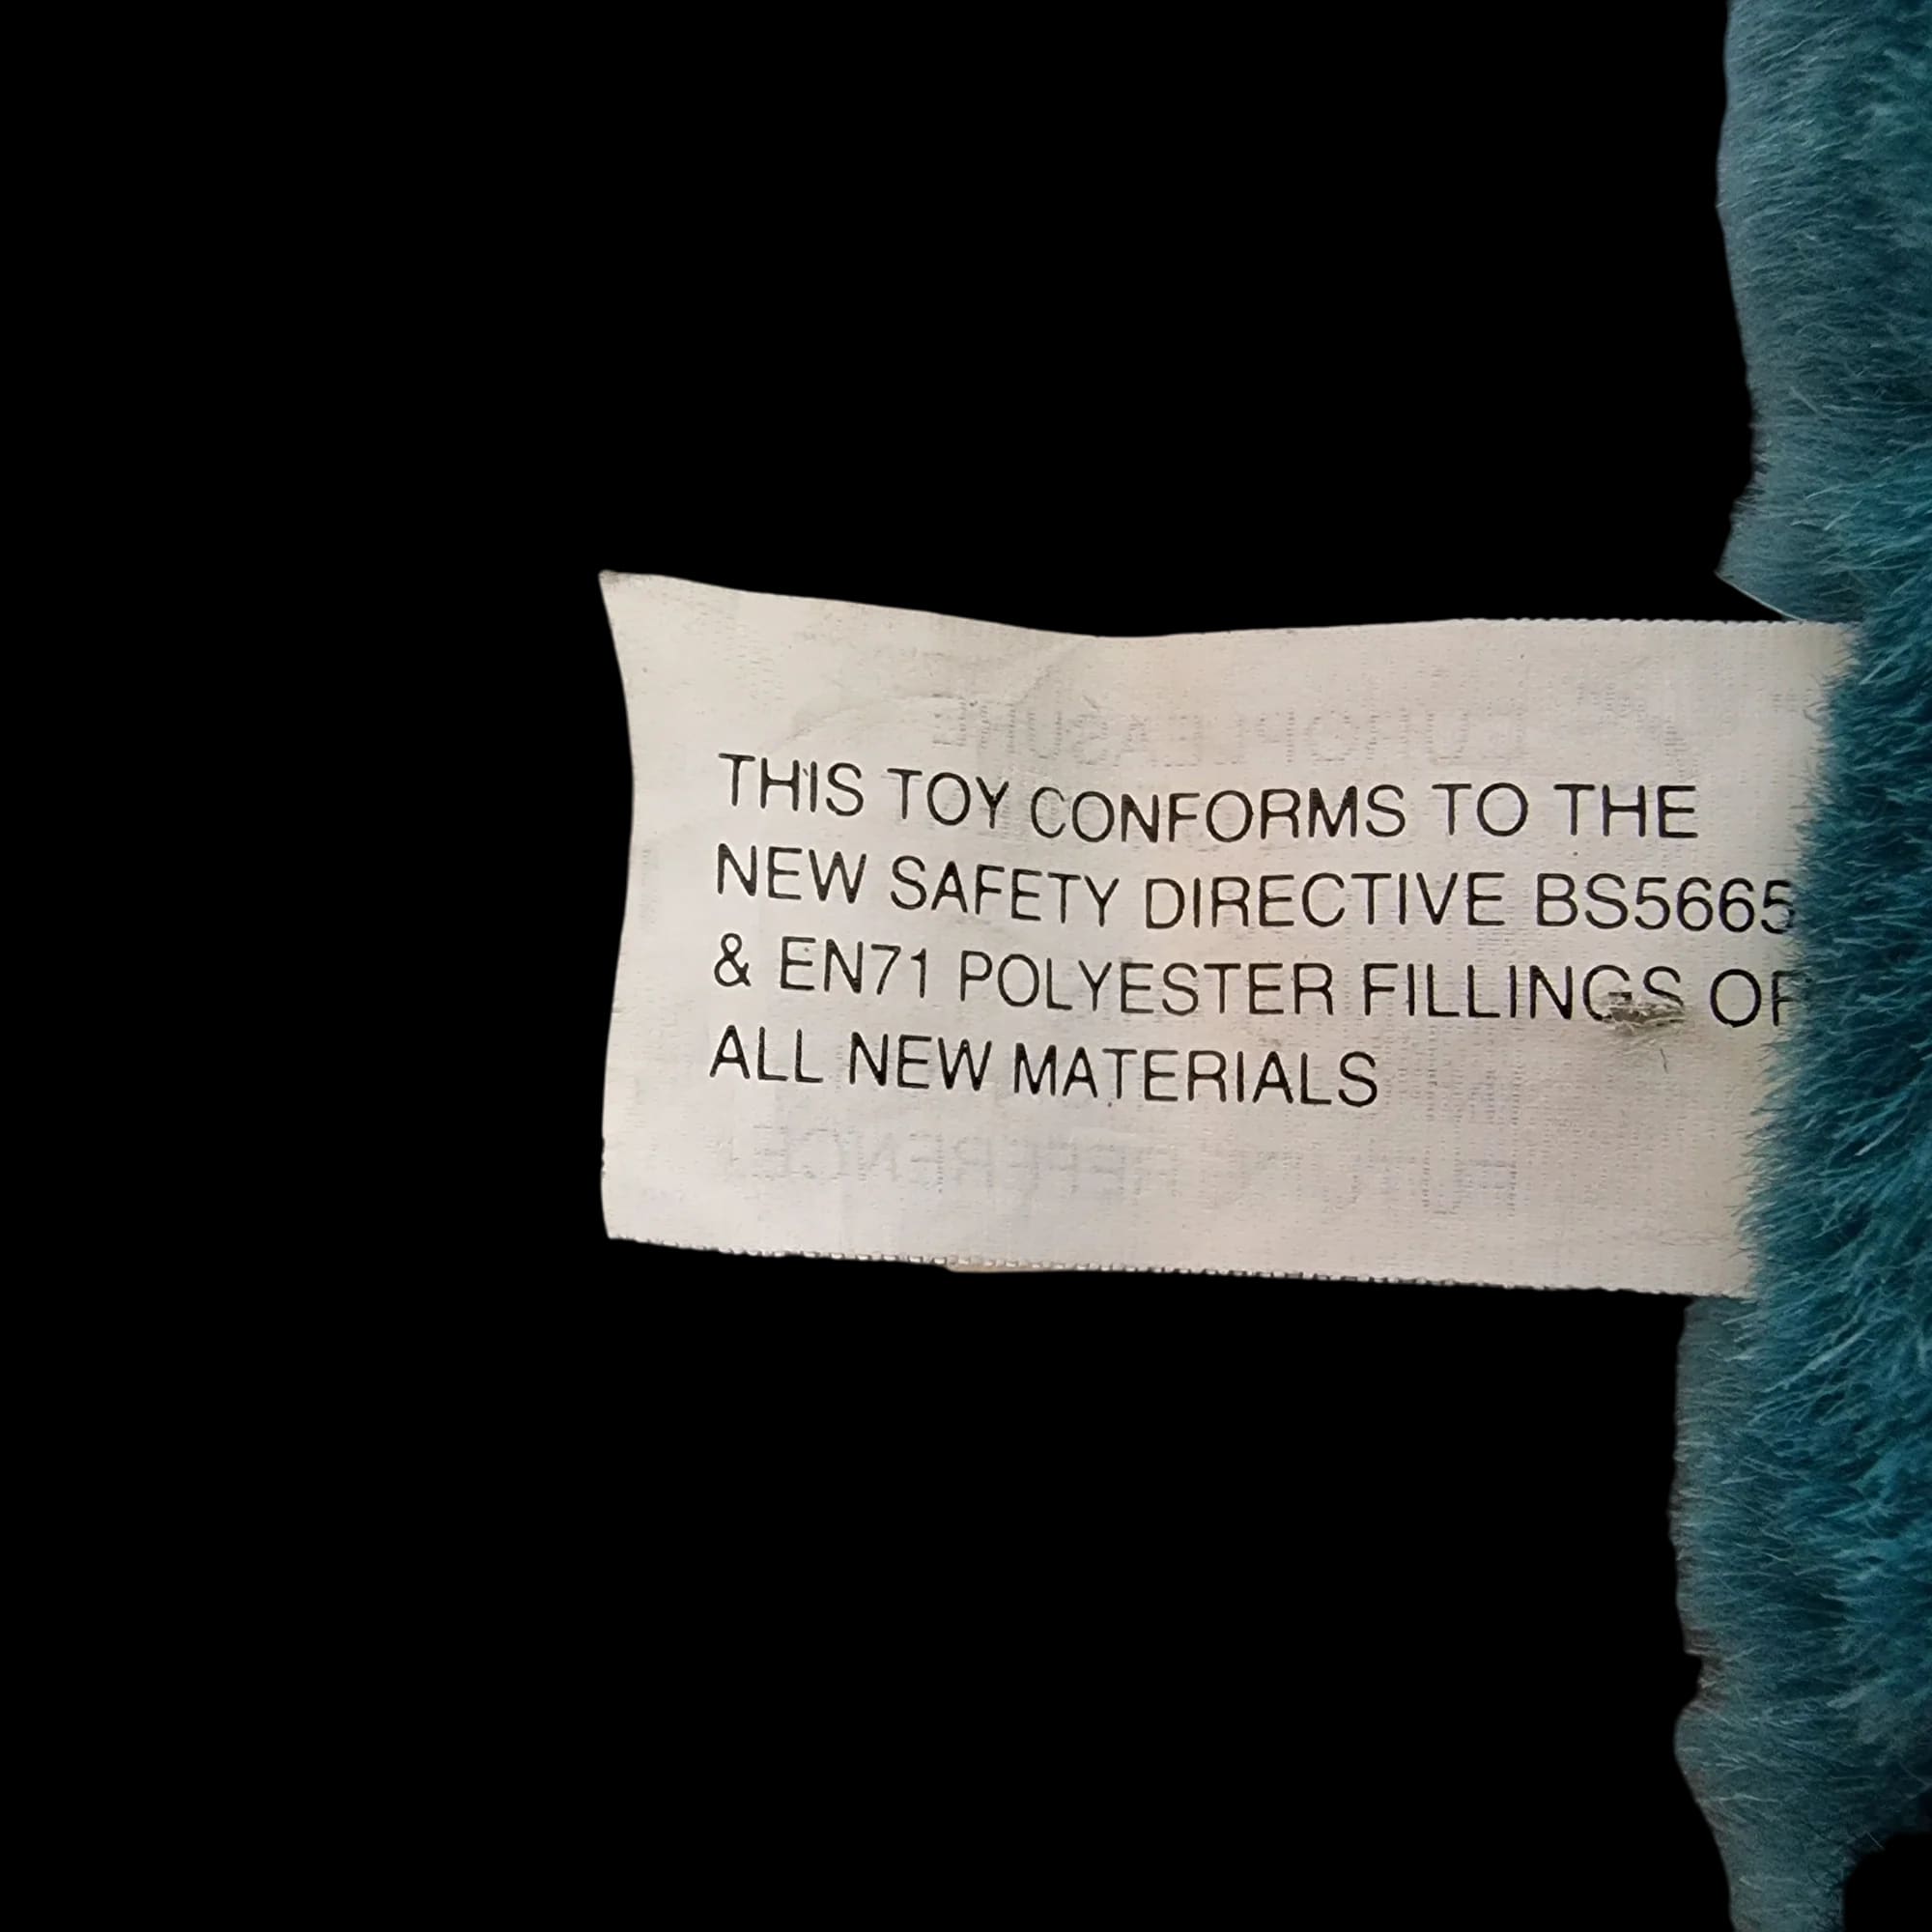 THIS TOY CONFORMS TO THE
NEW SAFETY DIRECTIVE BS5665
& EN71 POLYESTER FILLINGS OF
ALL NEW MATERIALS